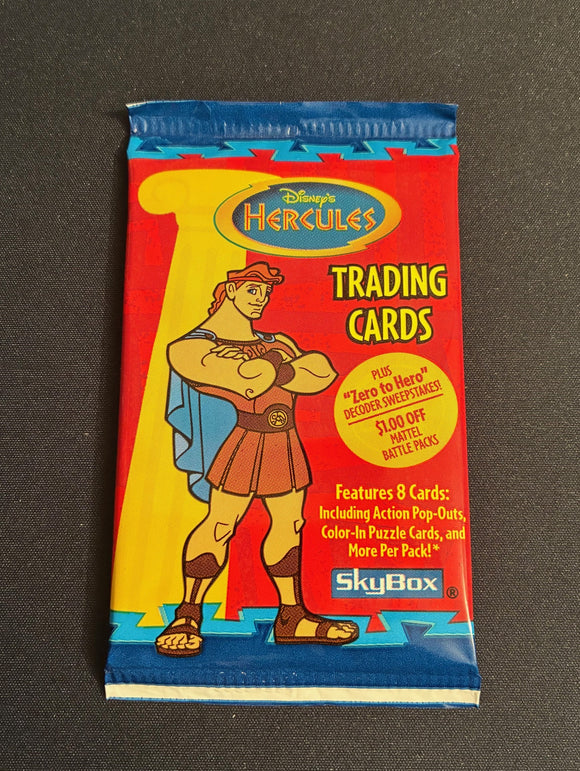 Disney's
HERCULES
TRADING
CARDS
PLUS
"Zero to Hero"
DECODER SWEEPSTAKES!
$1.00 OFF
MATTEL
BATTLE PACKS
Features 8 Cards:
Including Action Pop-Outs,
Color-In Puzzle Cards, and
More Per Pack!*
SkyBox ®